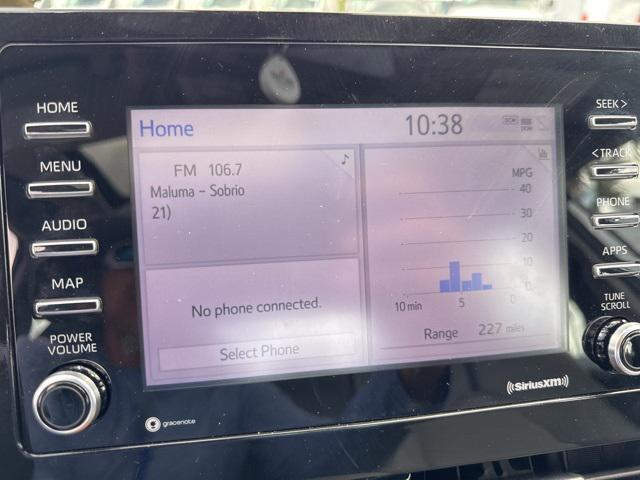 HOME
MENU
AUDIO
MAP
POWER
VOLUME
Home
10:38
DCM
FM 106.7
Maluma – Sobrio
21)
No phone connected.
Select Phone
MPG
40
30
20
10
0
10 min 5 0
Range 227 miles
SEEK >
< TRACK
PHONE
APPS
TUNE
SCROLL
gracenote
((SiriusXM))